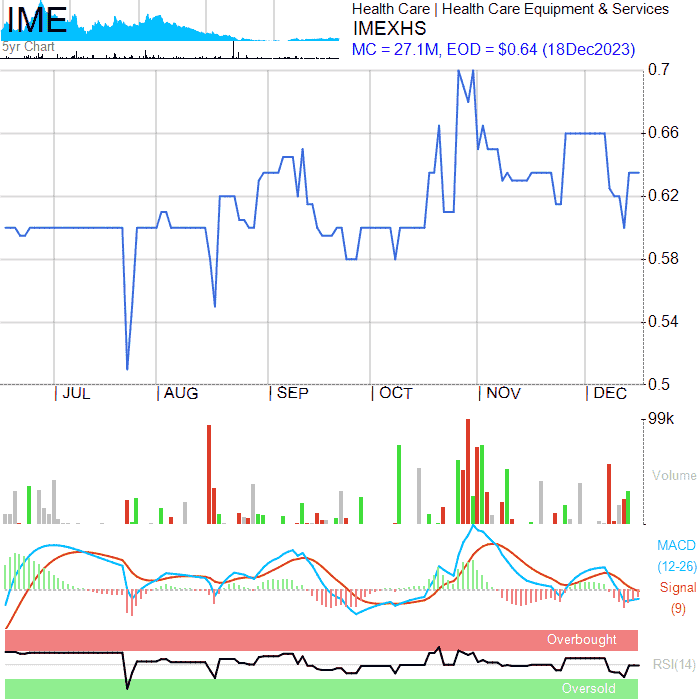 IME
5yr Chart
Health Care | Health Care Equipment & Services
IMEXHS
MC = 27.1M, EOD = $0.64 (18Dec2023)
0.7
0.66
0.62
0.58
0.54
0.5
| JUL | AUG | SEP | OCT | NOV | DEC
99k
Volume
MACD
(12-26)
Signal
(9)
Overbought
RSI(14)
Oversold